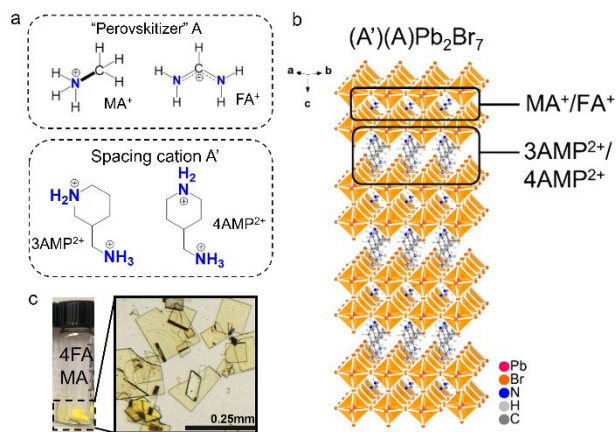 a
"Perovskitizer" A
H
H
H
N
⊕
C
H
H
H
MA⁺
H
H
N
C
⊕
N
H
H
H
FA⁺
Spacing cation A'
H₂N
⊕
⊕
NH₃
3AMP²⁺
H₂
N
⊕
⊕
NH₃
4AMP²⁺
b
(A')(A)Pb₂Br₇
a
b
c
MA⁺/FA⁺
3AMP²⁺/
4AMP²⁺
Pb
Br
N
H
C
c
4FA
MA
0.25mm